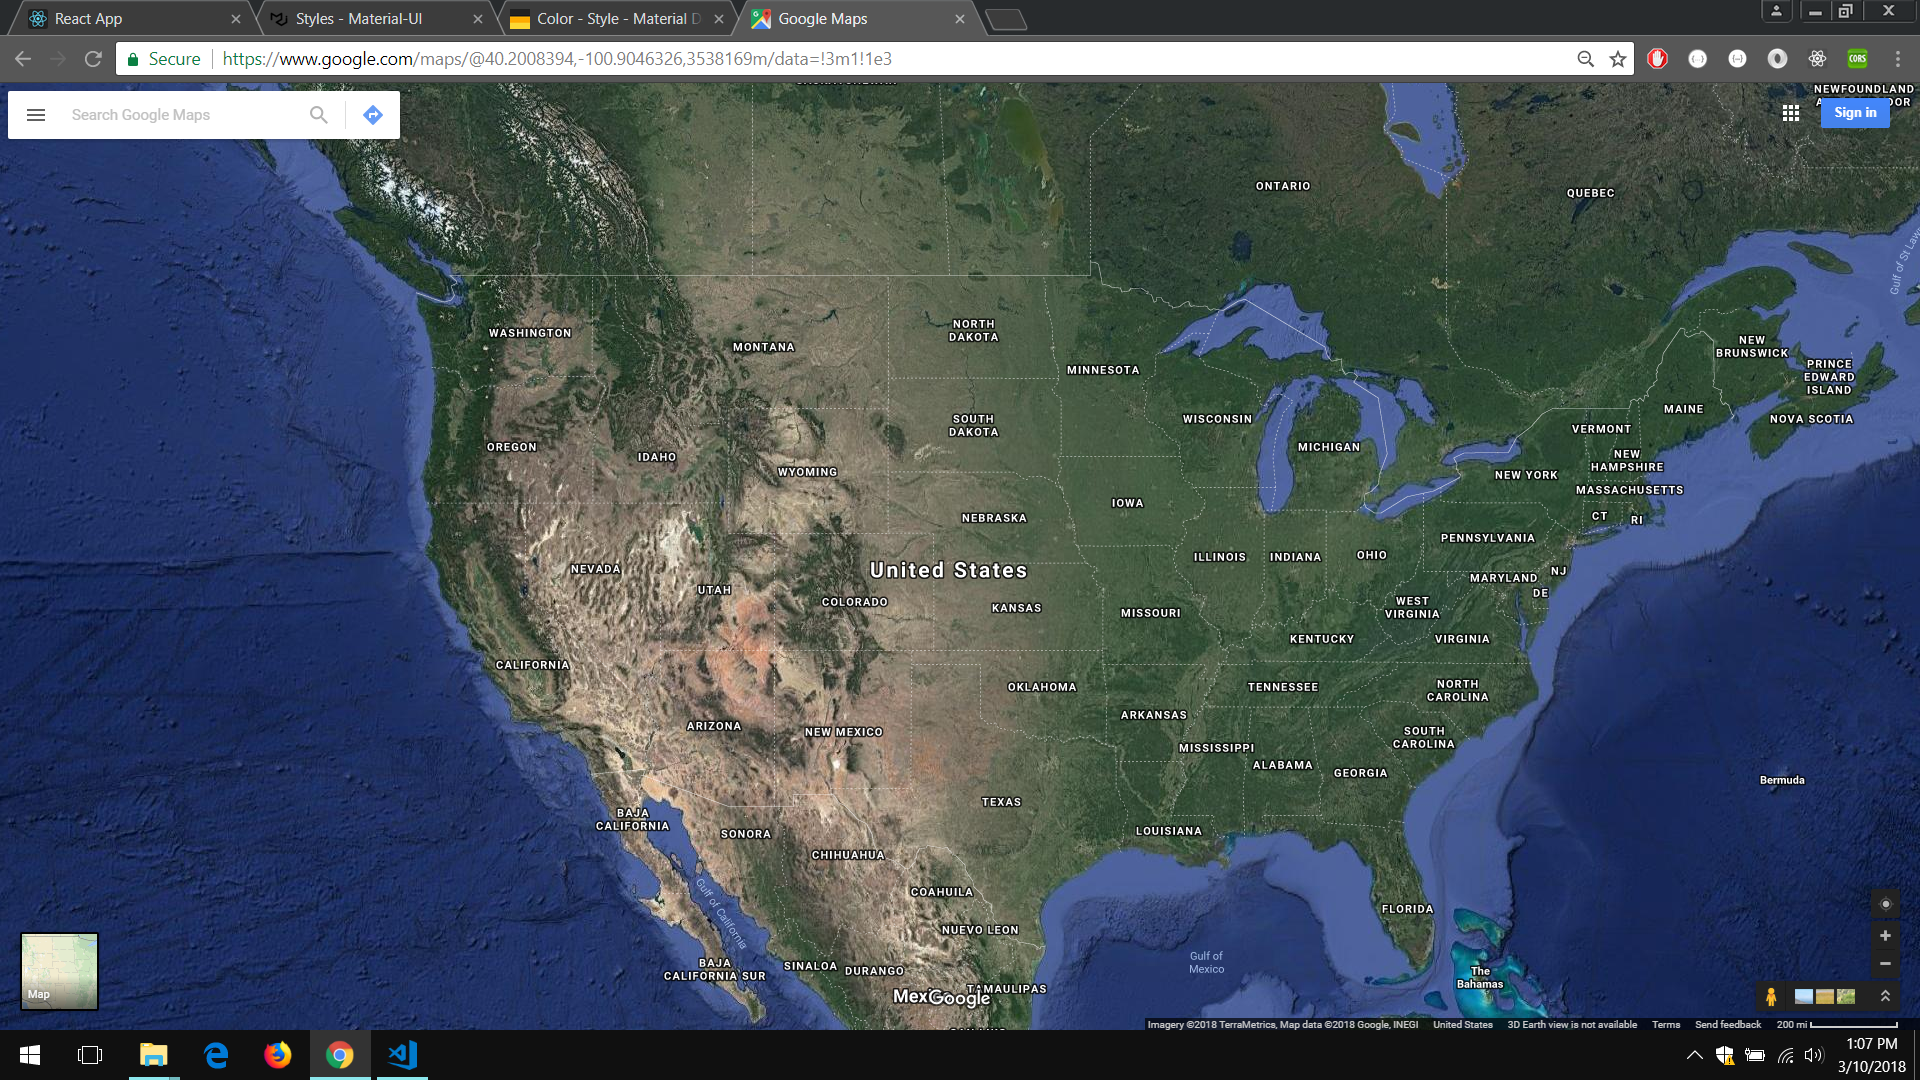 React App
Styles - Material-UI
Color - Style - Material D
Google Maps
Secure
https://www.google.com/maps/@40.2008394,-100.9046326,3538169m/data=!3m1!1e3
CORS
Search Google Maps
Sign in
NEWFOUNDLAND
ONTARIO
QUEBEC
WASHINGTON
MONTANA
NORTH
DAKOTA
MINNESOTA
NEW
BRUNSWICK
PRINCE
EDWARD
ISLAND
NOVA SCOTIA
MAINE
SOUTH
DAKOTA
WISCONSIN
MICHIGAN
VERMONT
NEW
HAMPSHIRE
OREGON
IDAHO
WYOMING
NEW YORK
MASSACHUSETTS
CT
RI
IOWA
NEBRASKA
PENNSYLVANIA
ILLINOIS
INDIANA
OHIO
NEVADA
UTAH
United States
COLORADO
KANSAS
MISSOURI
MARYLAND
NJ
DE
WEST
VIRGINIA
KENTUCKY
VIRGINIA
CALIFORNIA
OKLAHOMA
TENNESSEE
NORTH
CAROLINA
ARIZONA
NEW MEXICO
ARKANSAS
SOUTH
CAROLINA
MISSISSIPPI
ALABAMA
GEORGIA
Bermuda
TEXAS
LOUISIANA
BAJA
CALIFORNIA
SONORA
CHIHUAHUA
COAHUILA
Gulf of California
FLORIDA
NUEVO LEON
BAJA
CALIFORNIA SUR
SINALOA
DURANGO
TAMAULIPAS
Gulf of
Mexico
The
Bahamas
Google
Map
Imagery ©2018 TerraMetrics, Map data ©2018 Google, INEGI
United States
3D Earth view is not available
Terms
Send feedback
200 mi
1:07 PM
3/10/2018